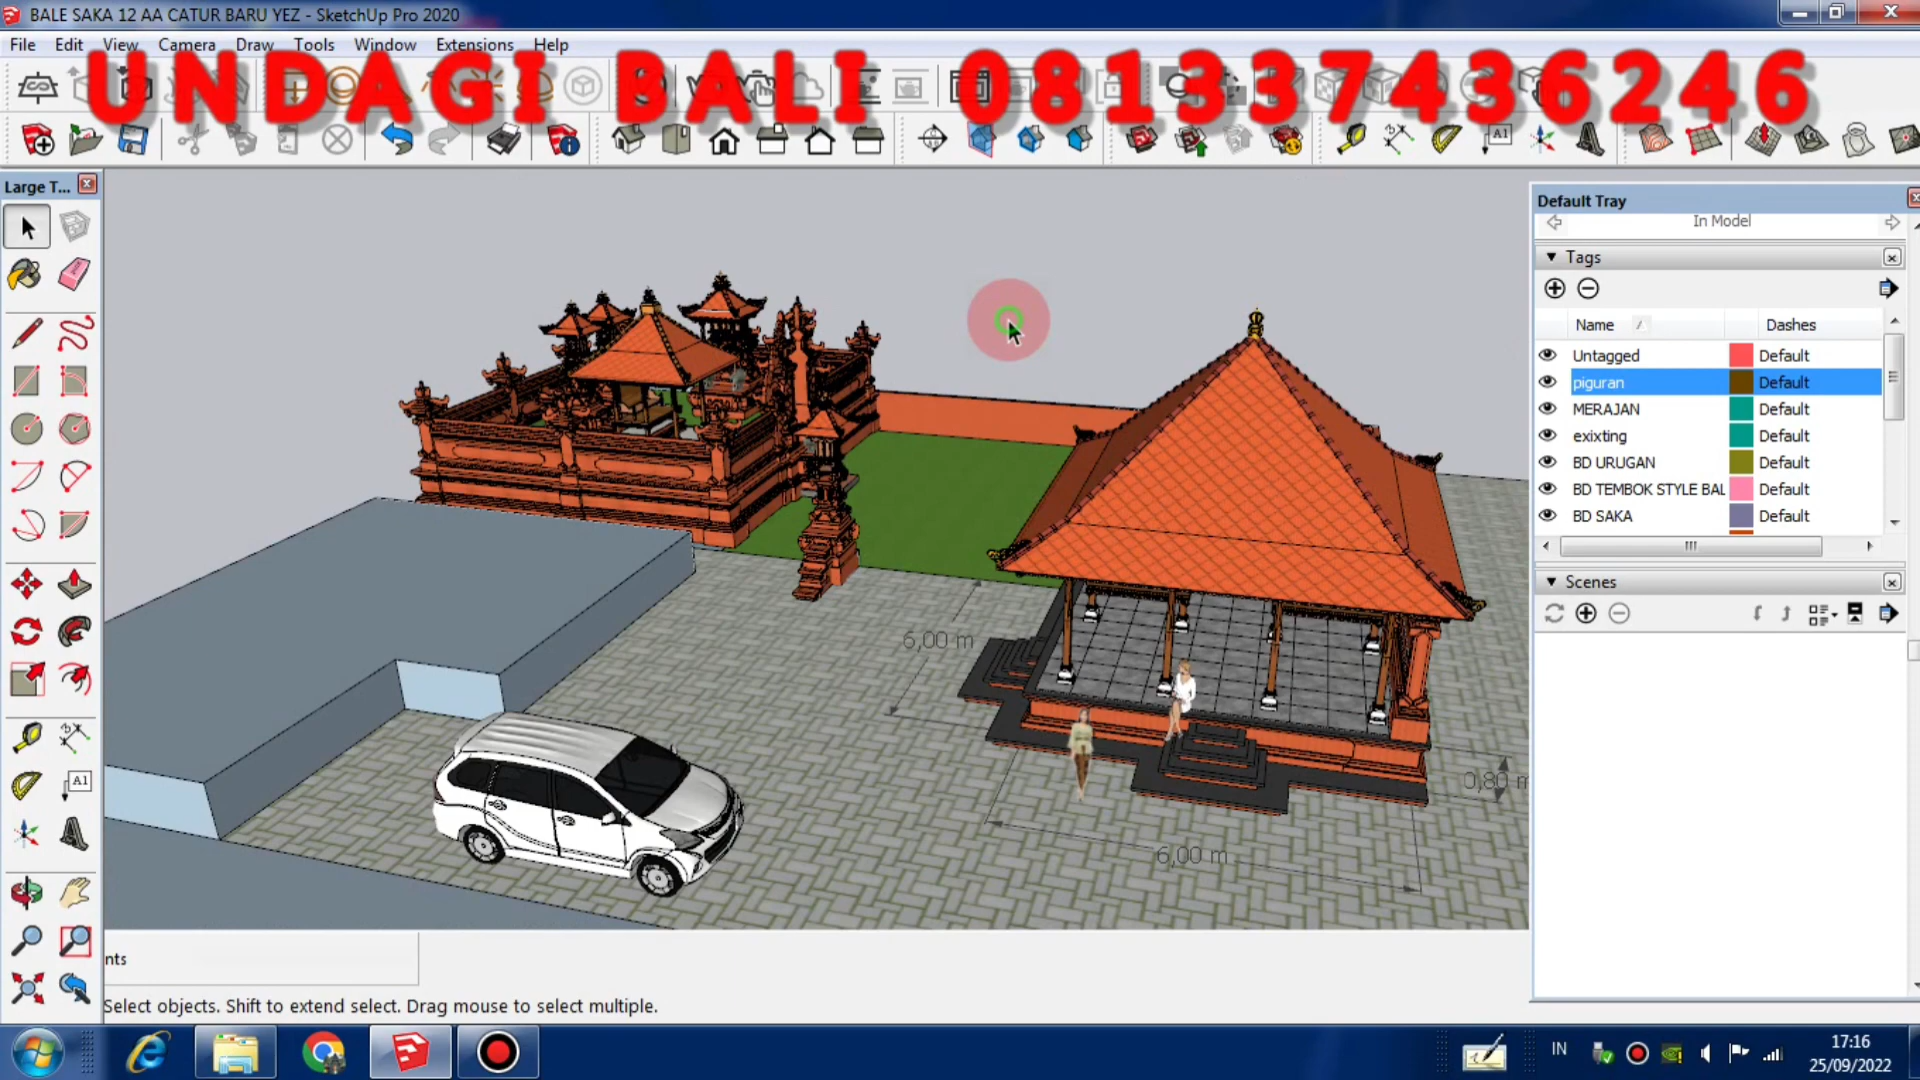 BALE SAKA 12 AA CATUR BARU YEZ - SketchUp Pro 2020
File Edit View Camera Draw Tools Window Extensions Help
UNDAGI BALI 081337436246
A1
Large T...
A1
Default Tray
In Model
Tags
Name Dashes
Untagged Default
piguran Default
MERAJAN Default
exixting Default
BD URUGAN Default
BD TEMBOK STYLE BAL Default
BD SAKA Default
Scenes
6,00 m
0,80 m
6,00 m
nts
Select objects. Shift to extend select. Drag mouse to select multiple.
IN
17:16
25/09/2022